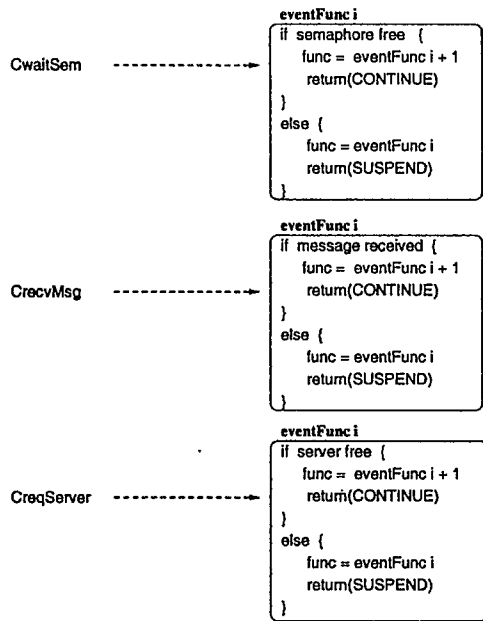 eventFunc i
if semaphore free {
func = eventFunc i + 1
return(CONTINUE)
}
CwaitSem
else {
func = eventFunc i
return(SUSPEND)
}
eventFunc i
if message received {
func = eventFunc i + 1
return(CONTINUE)
}
CrecvMsg
else {
func = eventFunc i
return(SUSPEND)
}
eventFunc i
if server free {
func = eventFunc i + 1
return(CONTINUE)
}
CreqServer
else {
func = eventFunc i
return(SUSPEND)
}